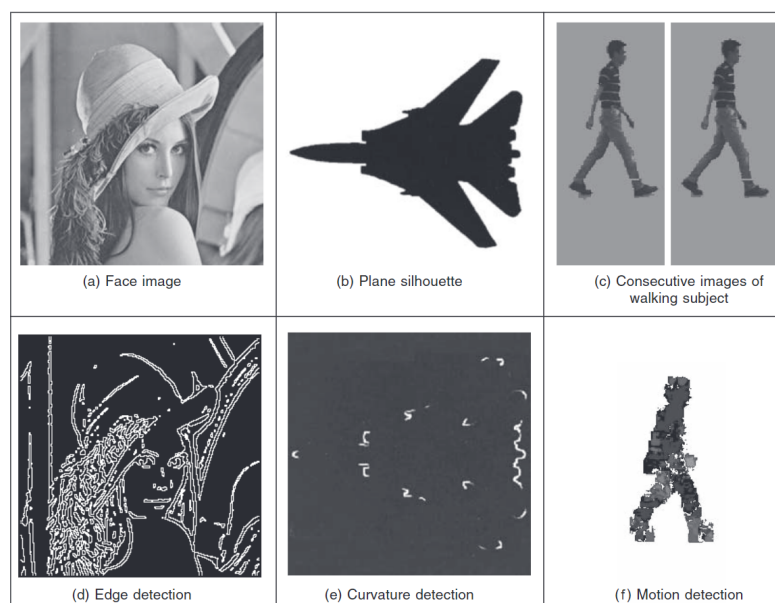 (a) Face image
(b) Plane silhouette
(c) Consecutive images of
walking subject
(d) Edge detection
(e) Curvature detection
(f) Motion detection